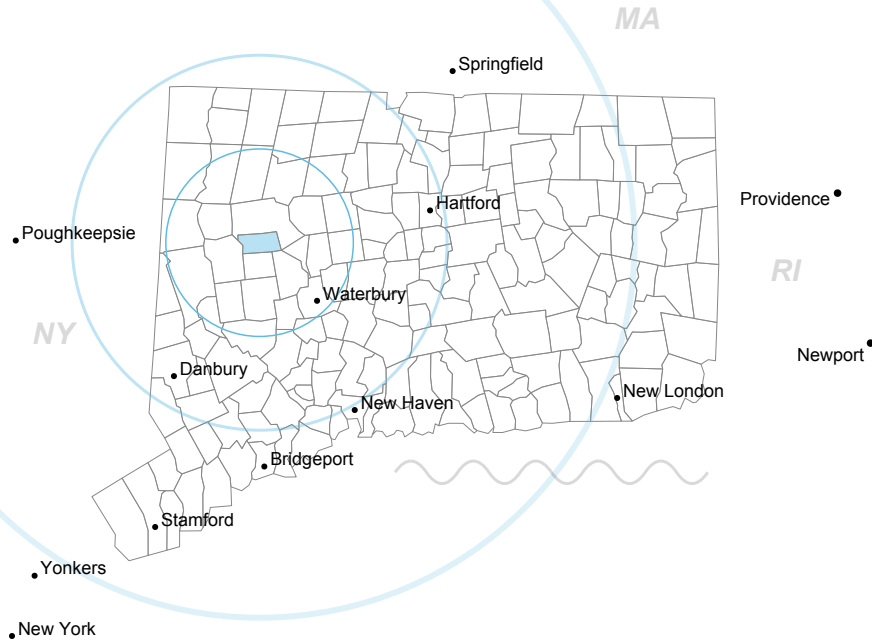 MA
Springfield
Providence
Hartford
Poughkeepsie
RI
Waterbury
NY
Newport
Danbury
New London
New Haven
Bridgeport
Stamford
Yonkers
New York